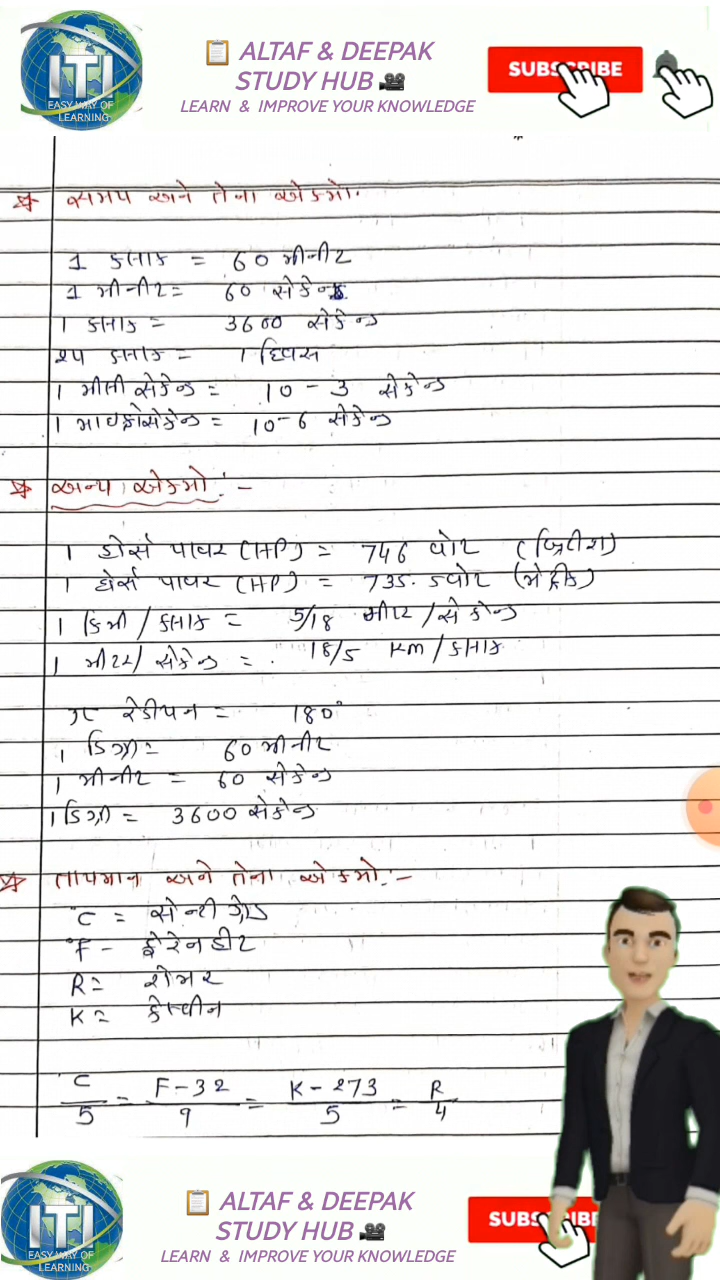 ITI
EASY WAY OF
LEARNING
📋 ALTAF & DEEPAK
STUDY HUB 🎥
LEARN & IMPROVE YOUR KNOWLEDGE
SUBSCRIBE
સમય અને તેના એકમો.
1 કલાક = 60 મીનીટ
1 મીનીટ = 60 સેકેન્ડ
1 કલાક = 3600 સેકેન્ડ
૨૫ કલાક = 1 દિવસ
1 મીલી સેકેન્ડ = 10 - 3 સેકેન્ડ
1 માઇક્રોસેકેન્ડ = 10-6 સેકેન્ડ
અન્ય એકમો :-
1 હોર્સ પાવર (HP) = 746 વોટ (બ્રિટીશ)
1 હોર્સ પાવર (HP) = 735.5 વોટ (મેટ્રીક)
1 કિમી / કલાક = 5/18 મીટર / સેકેન્ડ
1 મીટર / સેકેન્ડ = 18/5 KM / કલાક
π રેડીયન = 180°
1 ડિગ્રી = 60 મીનીટ
1 મીનીટ = 60 સેકેન્ડ
1 ડિગ્રી = 3600 સેકેન્ડ
તાપમાન અને તેના એકમો :-
°C = સેન્ટીગ્રેડ
°F - ફેરેનહીટ
R = રોમર
K = કેલ્વીન
C/5 = F-32/9 = K-273/5 = R/4
ITI
EASY WAY OF
LEARNING
📋 ALTAF & DEEPAK
STUDY HUB 🎥
LEARN & IMPROVE YOUR KNOWLEDGE
SUBSCRIBE